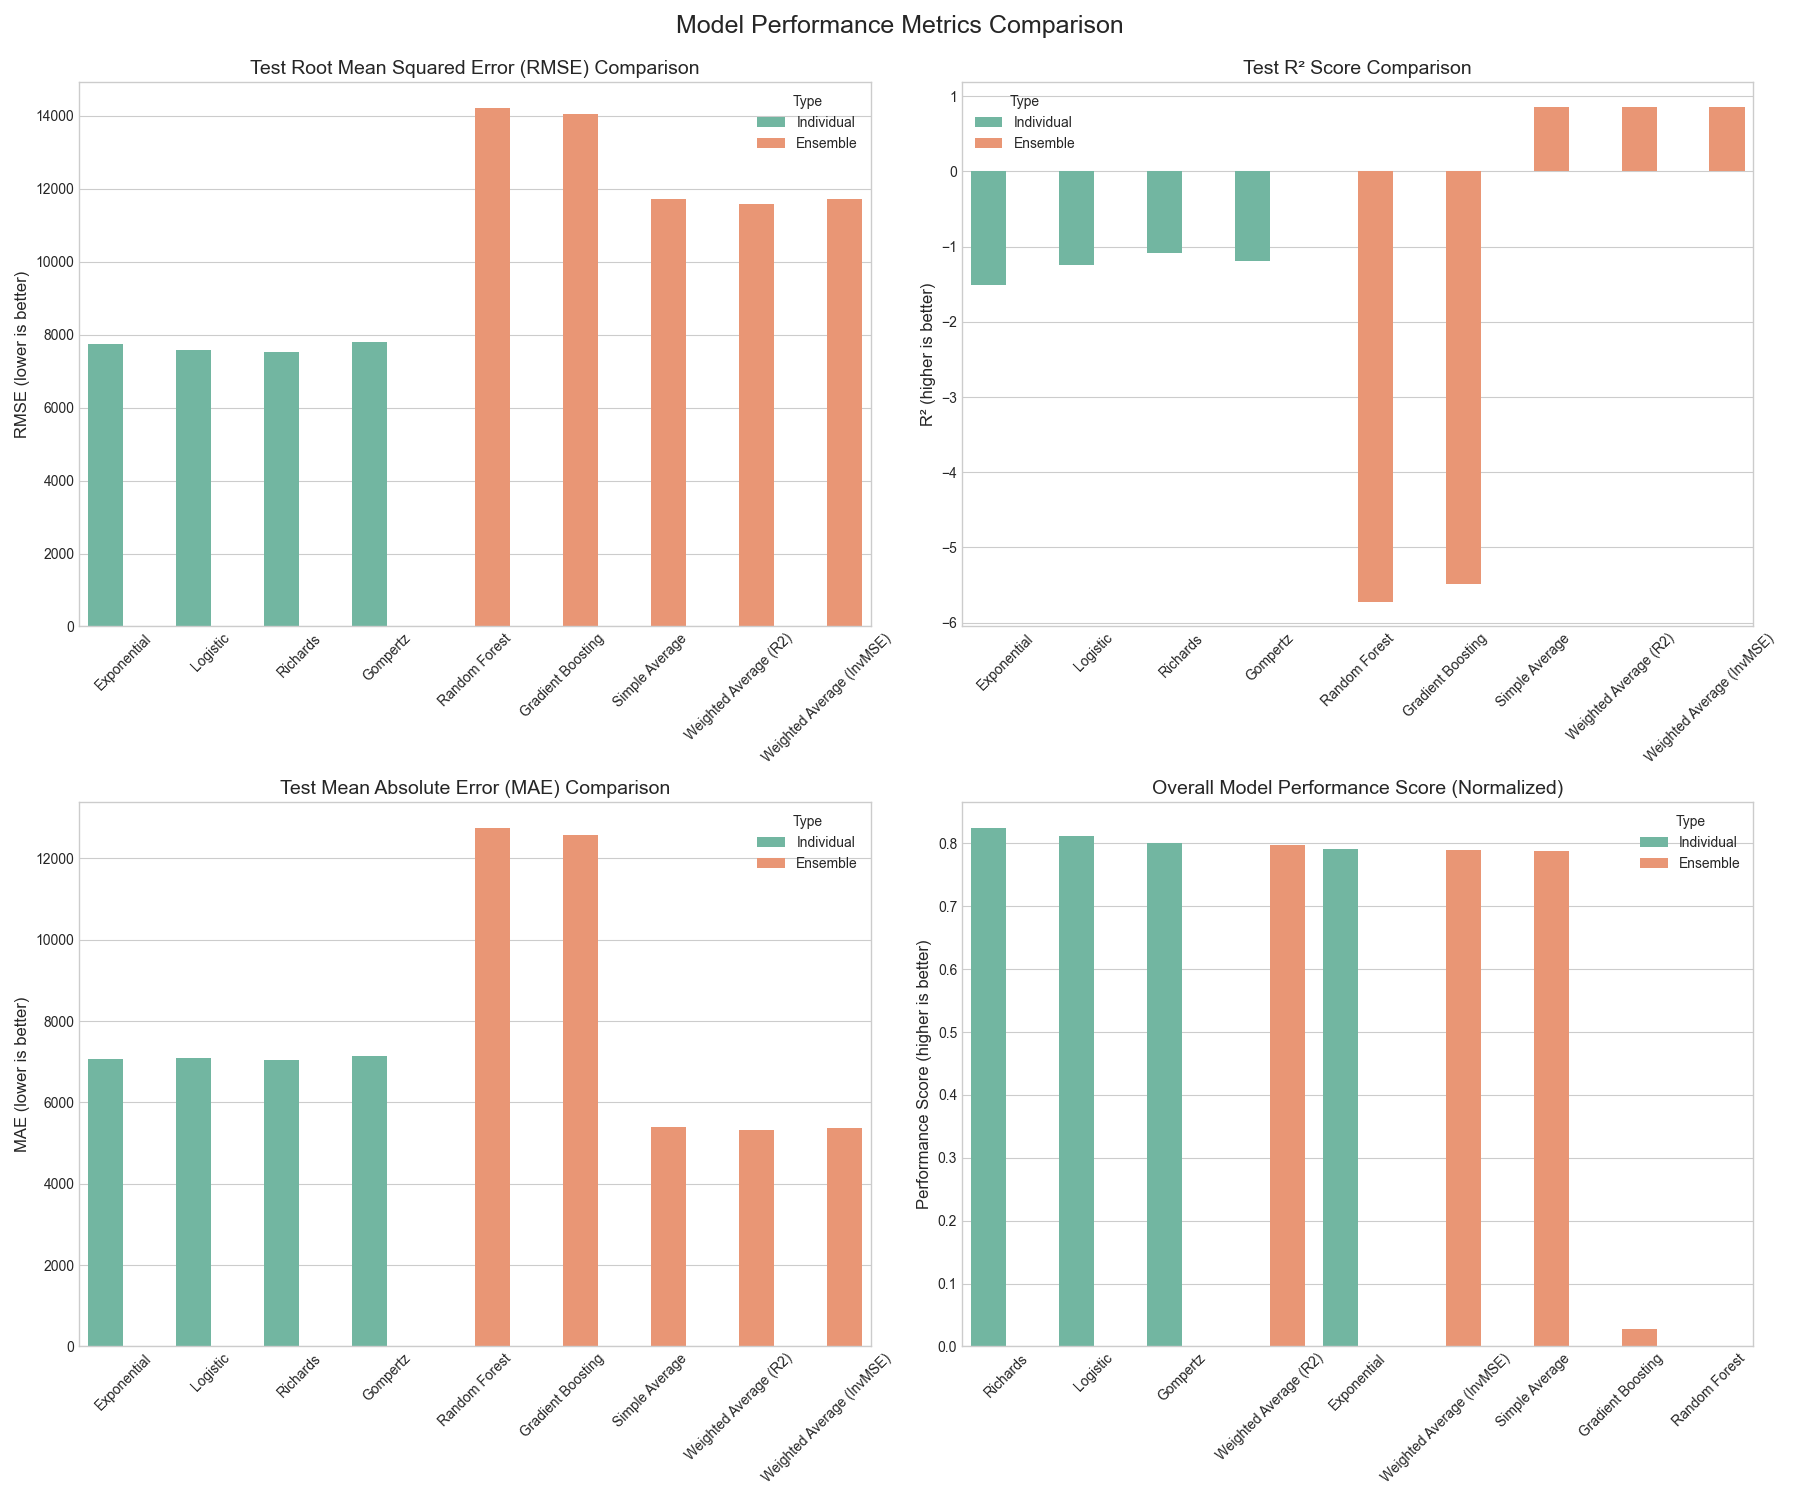 Model Performance Metrics Comparison
Test Root Mean Squared Error (RMSE) Comparison
RMSE (lower is better)
14000
12000
10000
8000
6000
4000
2000
0
Type
Individual
Ensemble
Exponential
Logistic
Richards
Gompertz
Random Forest
Gradient Boosting
Simple Average
Weighted Average (R2)
Weighted Average (InvMSE)
Test R² Score Comparison
R² (higher is better)
1
0
−1
−2
−3
−4
−5
−6
Type
Individual
Ensemble
Exponential
Logistic
Richards
Gompertz
Random Forest
Gradient Boosting
Simple Average
Weighted Average (R2)
Weighted Average (InvMSE)
Test Mean Absolute Error (MAE) Comparison
MAE (lower is better)
12000
10000
8000
6000
4000
2000
0
Type
Individual
Ensemble
Exponential
Logistic
Richards
Gompertz
Random Forest
Gradient Boosting
Simple Average
Weighted Average (R2)
Weighted Average (InvMSE)
Overall Model Performance Score (Normalized)
Performance Score (higher is better)
0.8
0.7
0.6
0.5
0.4
0.3
0.2
0.1
0.0
Type
Individual
Ensemble
Richards
Logistic
Gompertz
Weighted Average (R2)
Exponential
Weighted Average (InvMSE)
Simple Average
Gradient Boosting
Random Forest